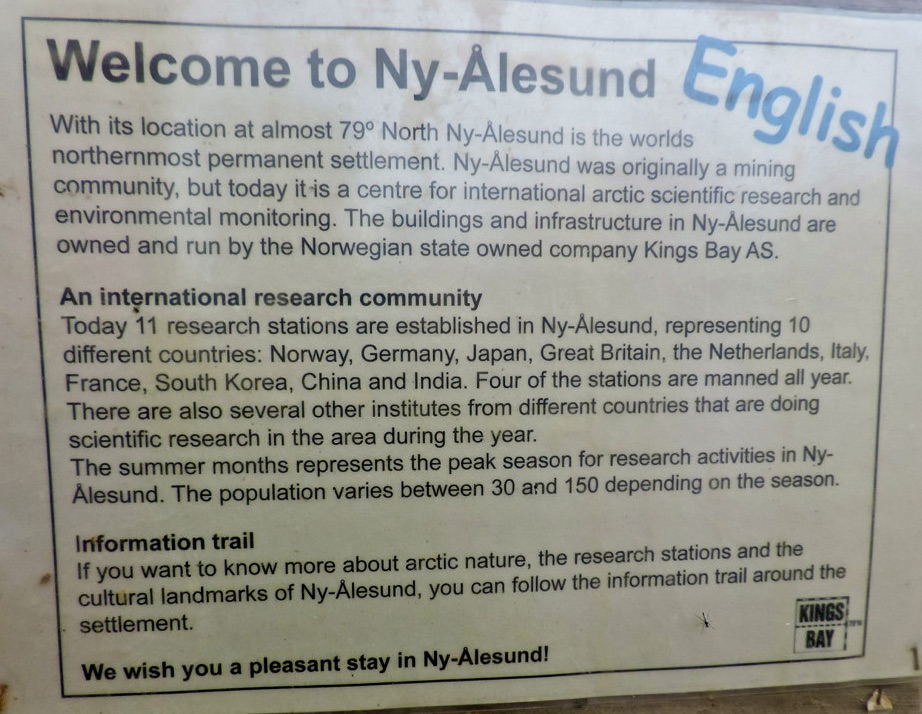 Welcome to Ny-Ålesund
English
With its location at almost 79º North Ny-Ålesund is the worlds
northernmost permanent settlement. Ny-Ålesund was originally a mining
community, but today it is a centre for international arctic scientific research and
environmental monitoring. The buildings and infrastructure in Ny-Ålesund are
owned and run by the Norwegian state owned company Kings Bay AS.
An international research community
Today 11 research stations are established in Ny-Ålesund, representing 10
different countries: Norway, Germany, Japan, Great Britain, the Netherlands, Italy,
France, South Korea, China and India. Four of the stations are manned all year.
There are also several other institutes from different countries that are doing
scientific research in the area during the year.
The summer months represents the peak season for research activities in Ny-
Ålesund. The population varies between 30 and 150 depending on the season.
Information trail
If you want to know more about arctic nature, the research stations and the
cultural landmarks of Ny-Ålesund, you can follow the information trail around the
settlement.
We wish you a pleasant stay in Ny-Ålesund!
KINGS
BAY